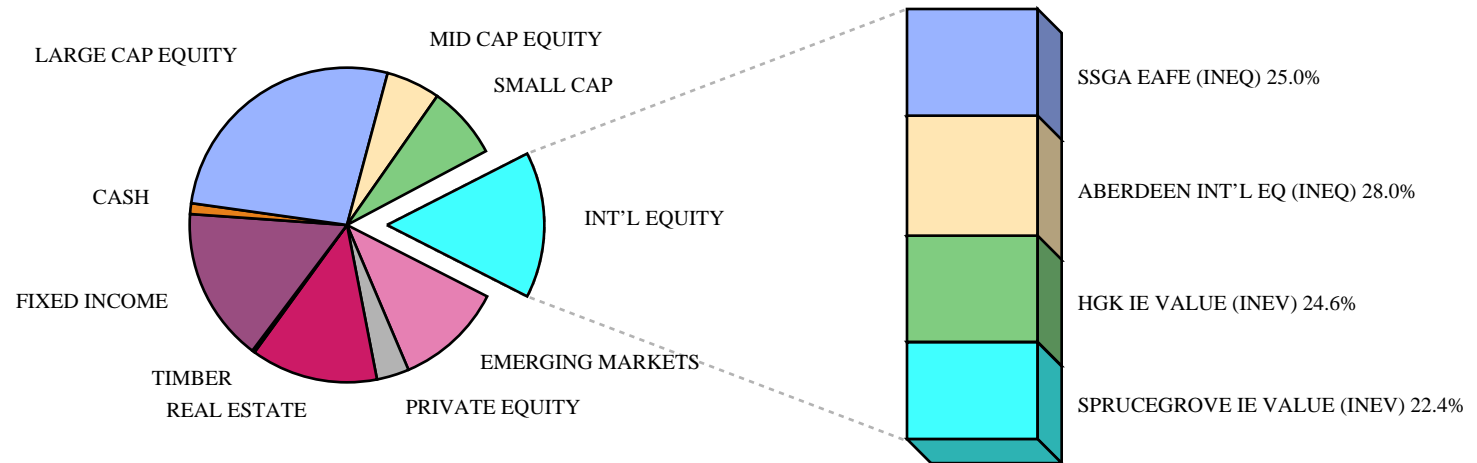 MID CAP EQUITY
LARGE CAP EQUITY
SMALL CAP
CASH
INT'L EQUITY
FIXED INCOME
EMERGING MARKETS
TIMBER
REAL ESTATE
PRIVATE EQUITY
SSGA EAFE (INEQ) 25.0%
ABERDEEN INT'L EQ (INEQ) 28.0%
HGK IE VALUE (INEV) 24.6%
SPRUCEGROVE IE VALUE (INEV) 22.4%